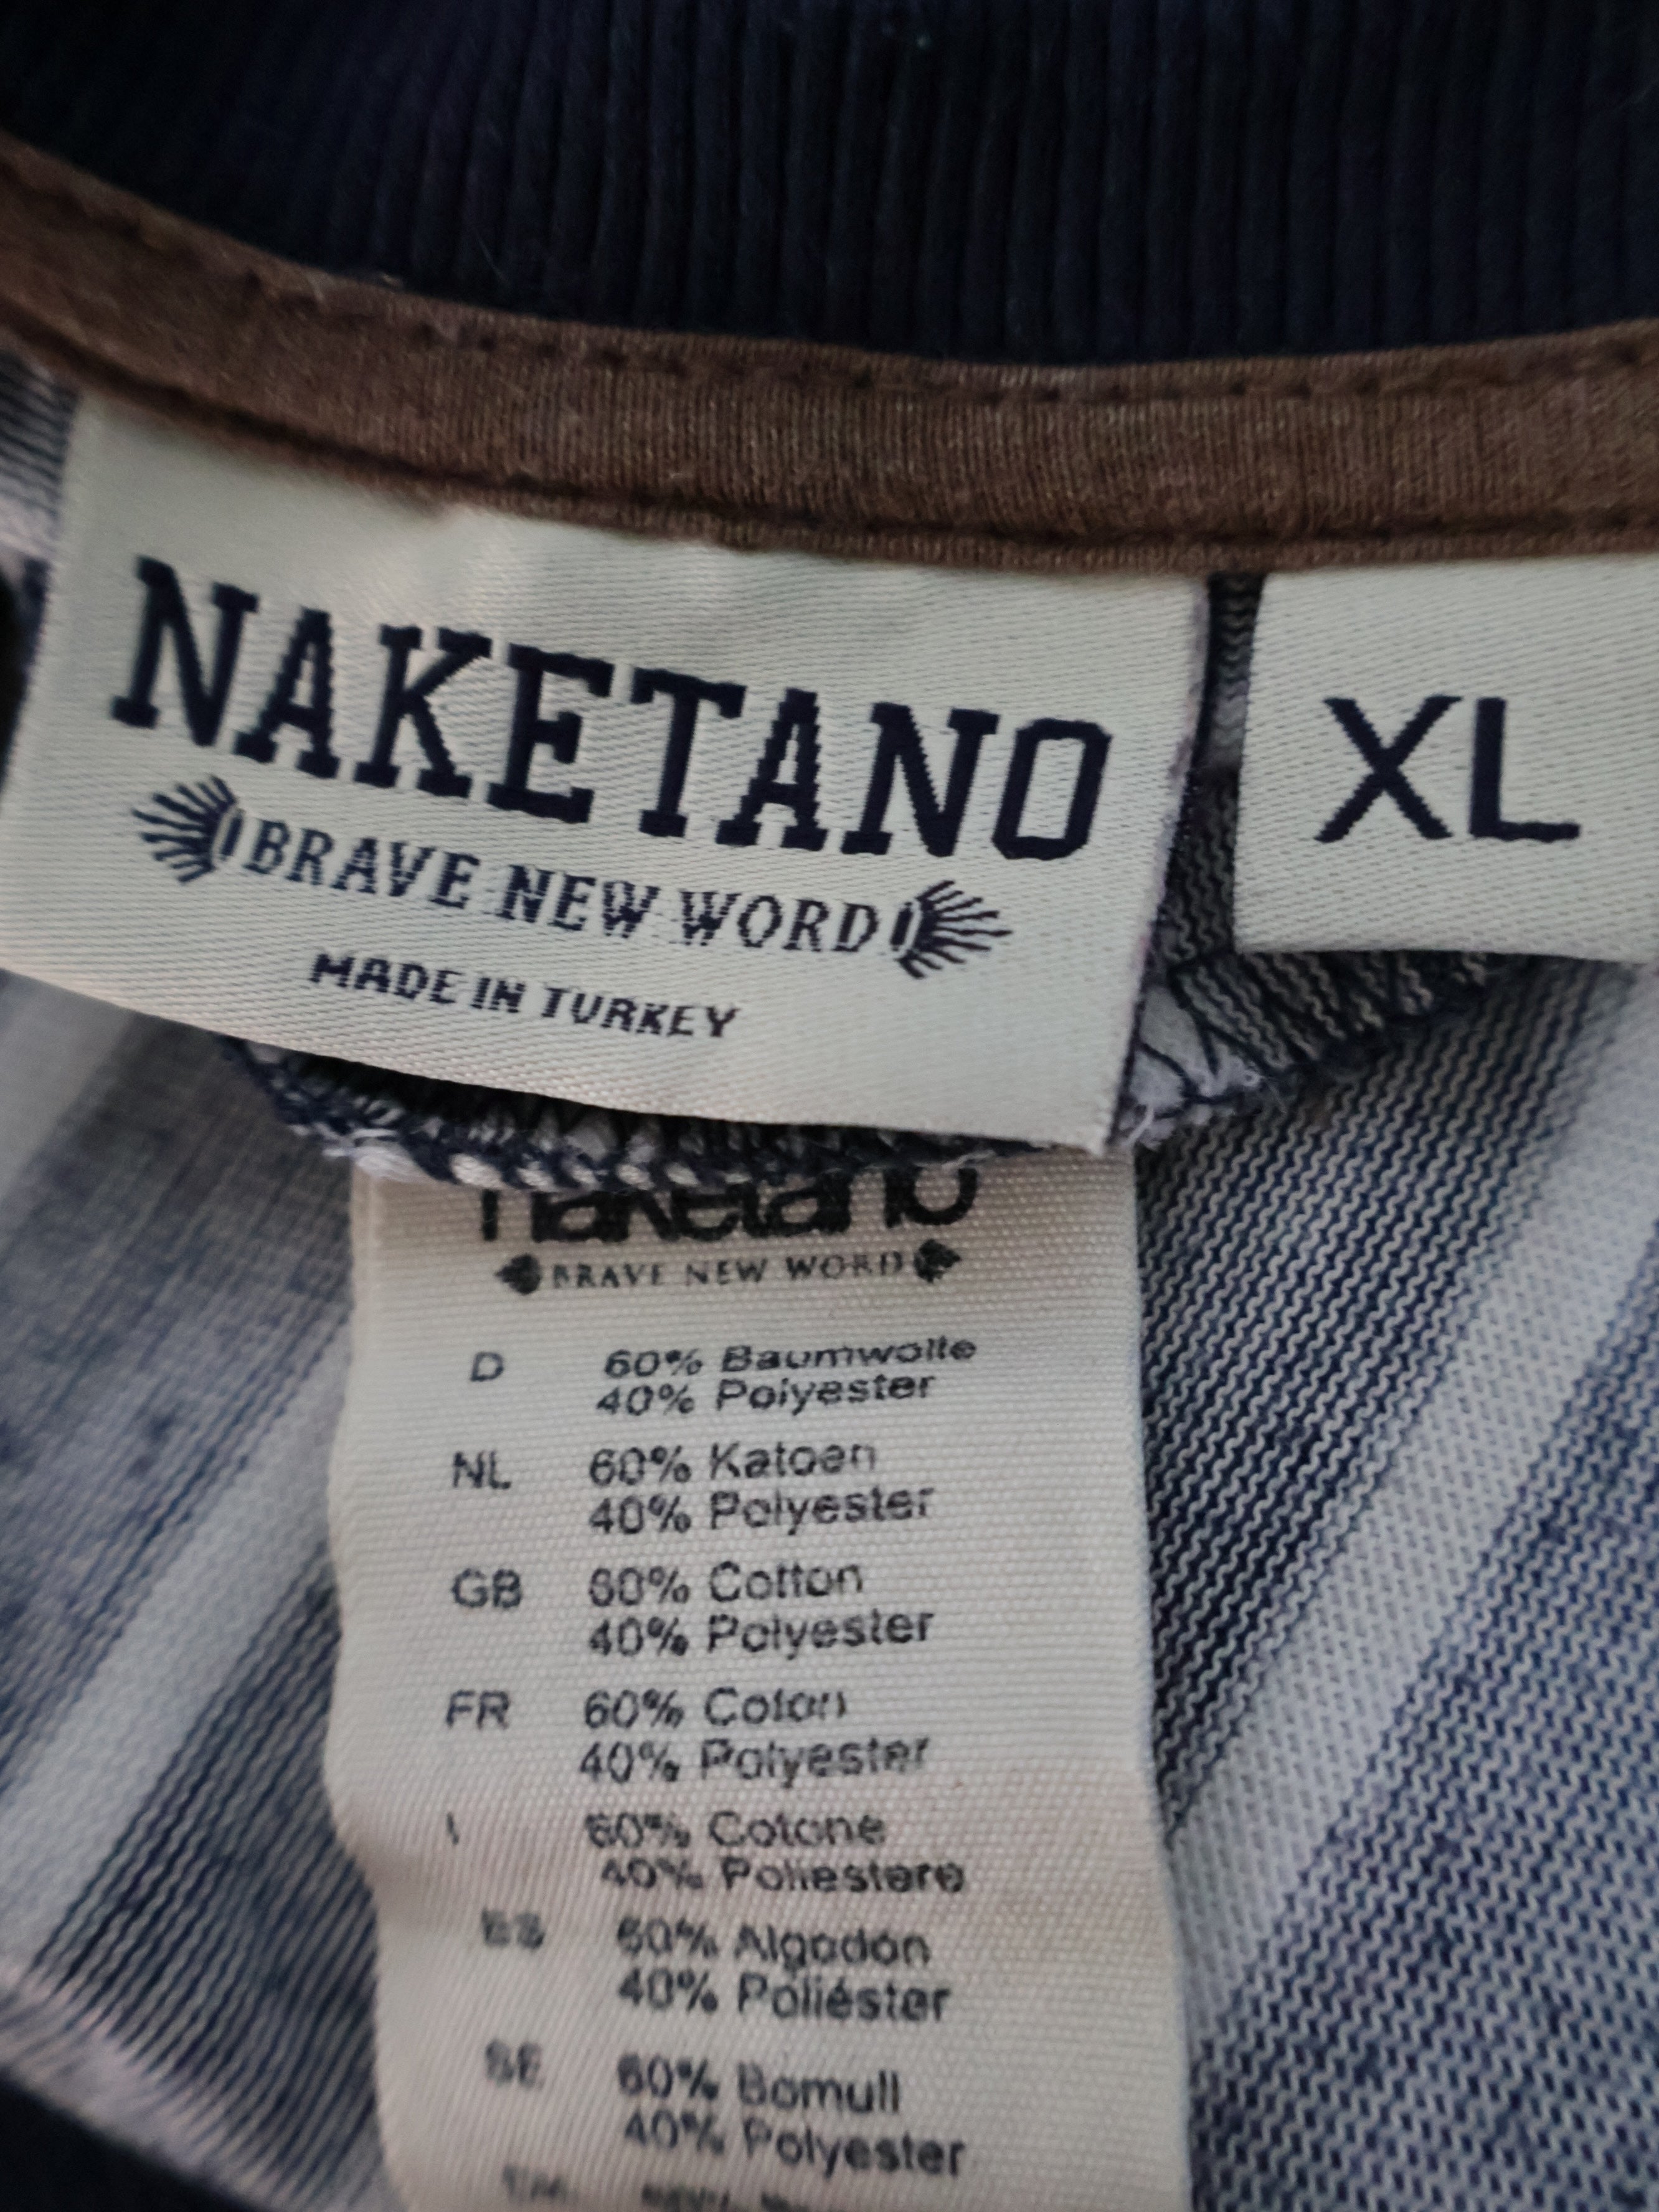 NAKETANO
BRAVE NEW WORD
MADE IN TURKEY
XL
naketano
BRAVE NEW WORD
D 60% Baumwolle
40% Polyester
NL 60% Katoen
40% Polyester
GB 60% Cotton
40% Polyester
FR 60% Coton
40% Polyester
I 60% Cotone
40% Poliestere
ES 60% Algodón
40% Poliéster
SE 60% Bomull
40% Polyester